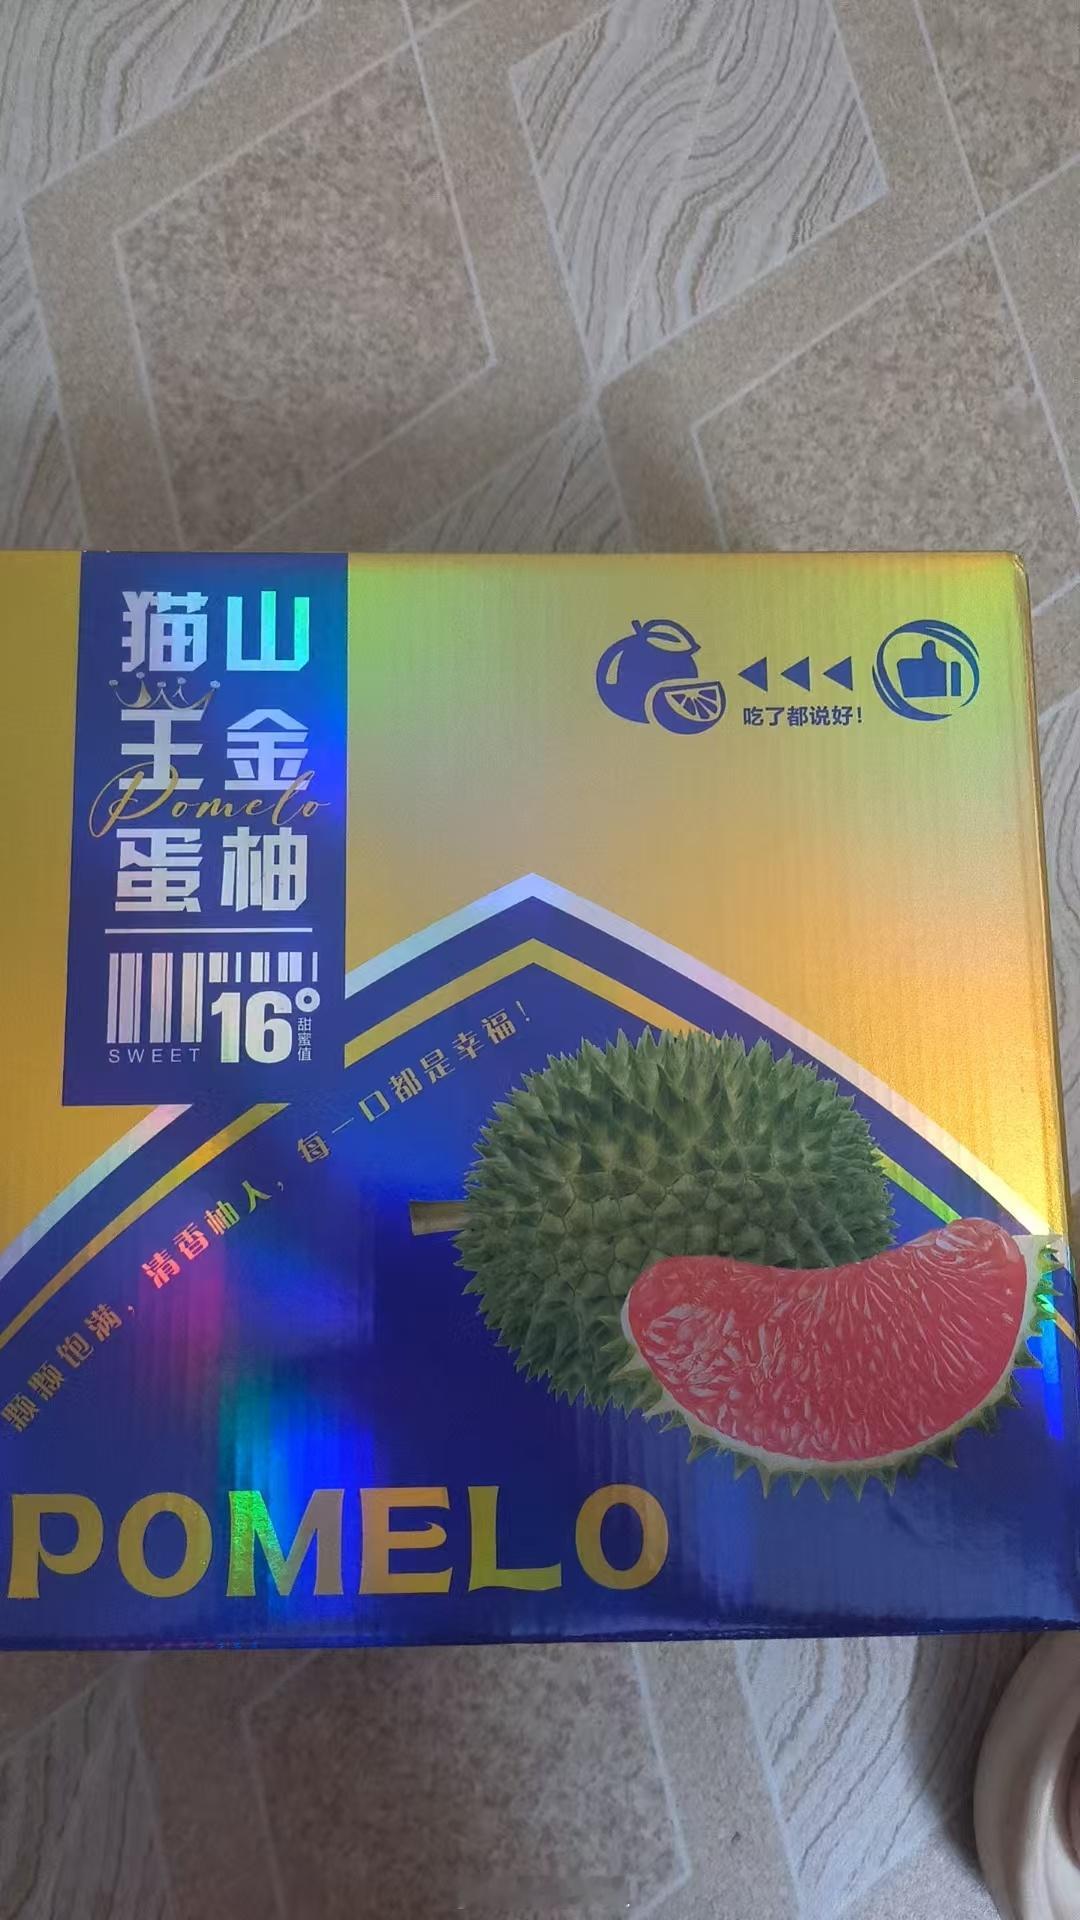 猫山
王金
Pomelo
蛋柚
SWEET
16°
甜蜜值
吃了都说好！
颗颗饱满，清香柚人，每一口都是幸福！
POMELO